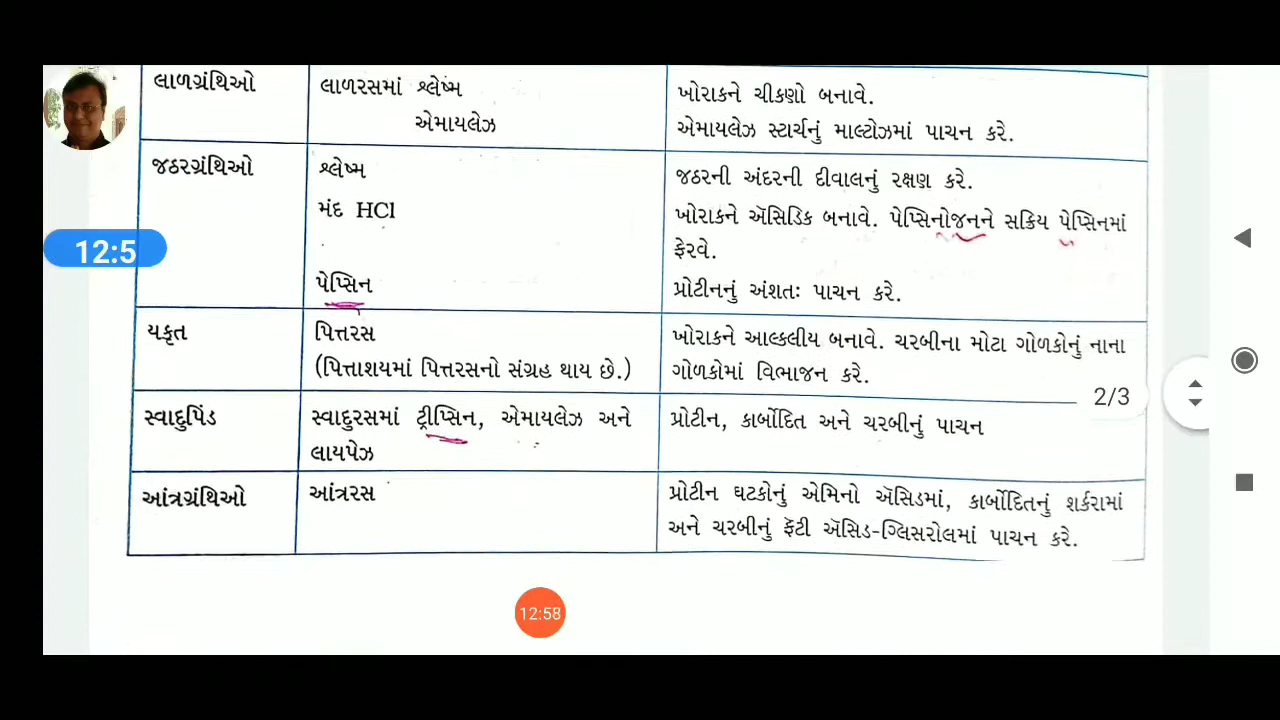 લાળગ્રંથિઓ
લાળરસમાં શ્લેષ્મ
એમાયલેઝ
ખોરાકને ચીકણો બનાવે.
એમાયલેઝ સ્ટાર્ચનું માલ્ટોઝમાં પાચન કરે.
જઠરગ્રંથિઓ
શ્લેષ્મ
મંદ HCl
પેપ્સિન
જઠરની અંદરની દીવાલનું રક્ષણ કરે.
ખોરાકને ઍસિડિક બનાવે. પેપ્સિનોજનને સક્રિય પેપ્સિનમાં
ફેરવે.
પ્રોટીનનું અંશતઃ પાચન કરે.
12:5
યકૃત
પિત્તરસ
(પિત્તાશયમાં પિત્તરસનો સંગ્રહ થાય છે.)
ખોરાકને આલ્કલીય બનાવે. ચરબીના મોટા ગોળકોનું નાના
ગોળકોમાં વિભાજન કરે.
2/3
સ્વાદુપિંડ
સ્વાદુરસમાં ટ્રીપ્સિન, એમાયલેઝ અને
લાયપેઝ
પ્રોટીન, કાર્બોદિત અને ચરબીનું પાચન
આંત્રગ્રંથિઓ
આંત્રરસ
પ્રોટીન ઘટકોનું એમિનો ઍસિડમાં, કાર્બોદિતનું શર્કરામાં
અને ચરબીનું ફૅટી ઍસિડ-ગ્લિસરોલમાં પાચન કરે.
12:58